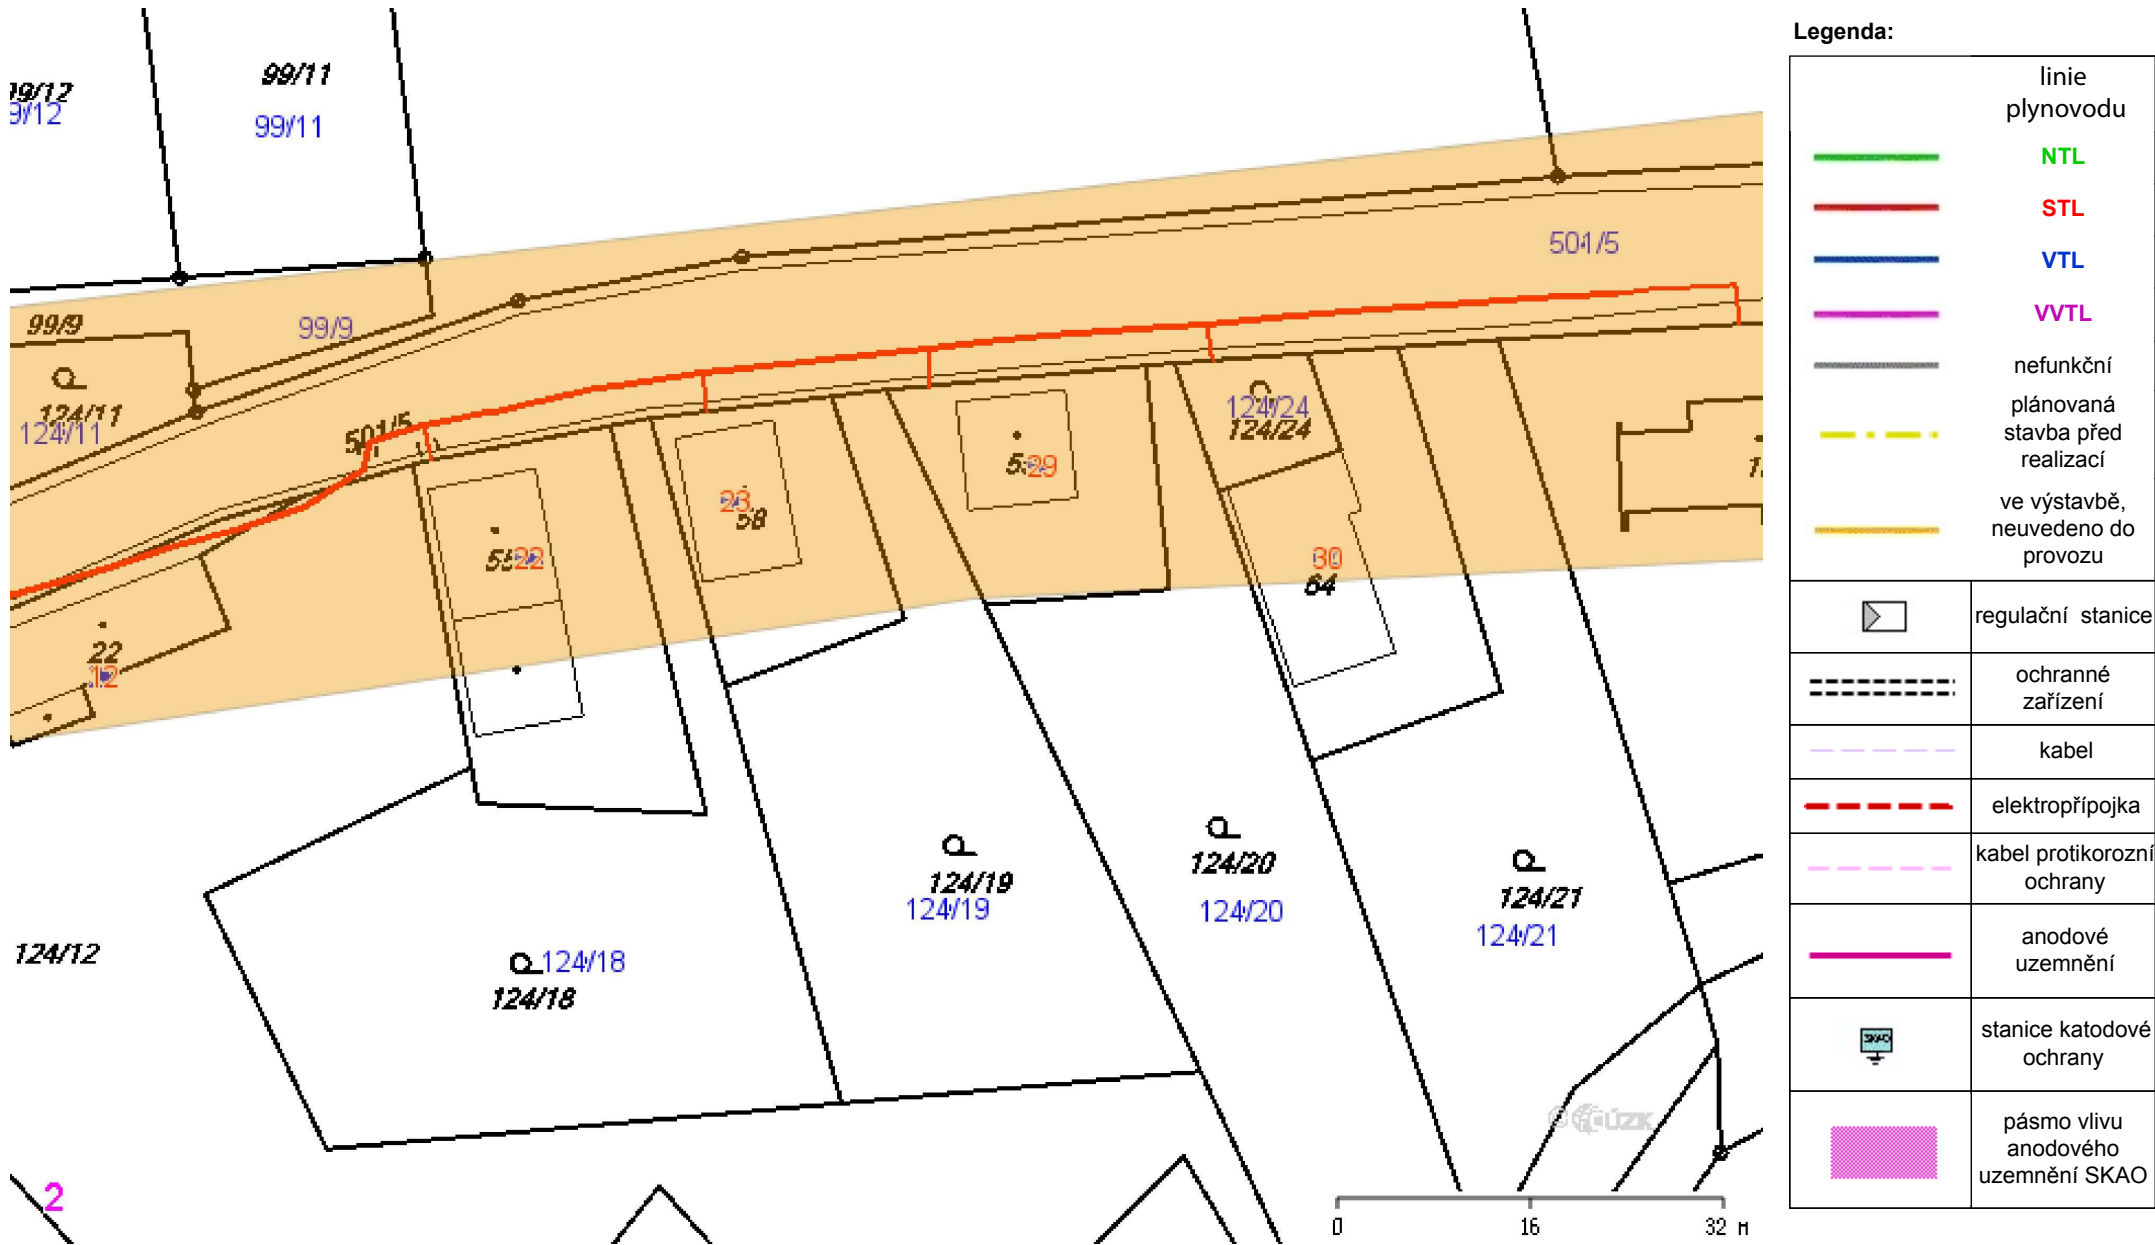 99/11
99/11
9/12
99/9
99/9
124/11
124/11
501/5
501/5
124/24
124/24
23
58
29
22
30
64
22
12
124/19
124/19
124/20
124/20
124/21
124/21
124/12
124/18
124/18
2
0 16 32 m
Legenda:
linie
plynovodu
NTL
STL
VTL
VVTL
nefunkční
plánovaná
stavba před
realizací
ve výstavbě,
neuvedeno do
provozu
regulační stanice
ochranné
zařízení
kabel
elektropřípojka
kabel protikorozní
ochrany
anodové
uzemnění
SKAO
stanice katodové
ochrany
pásmo vlivu
anodového
uzemnění SKAO